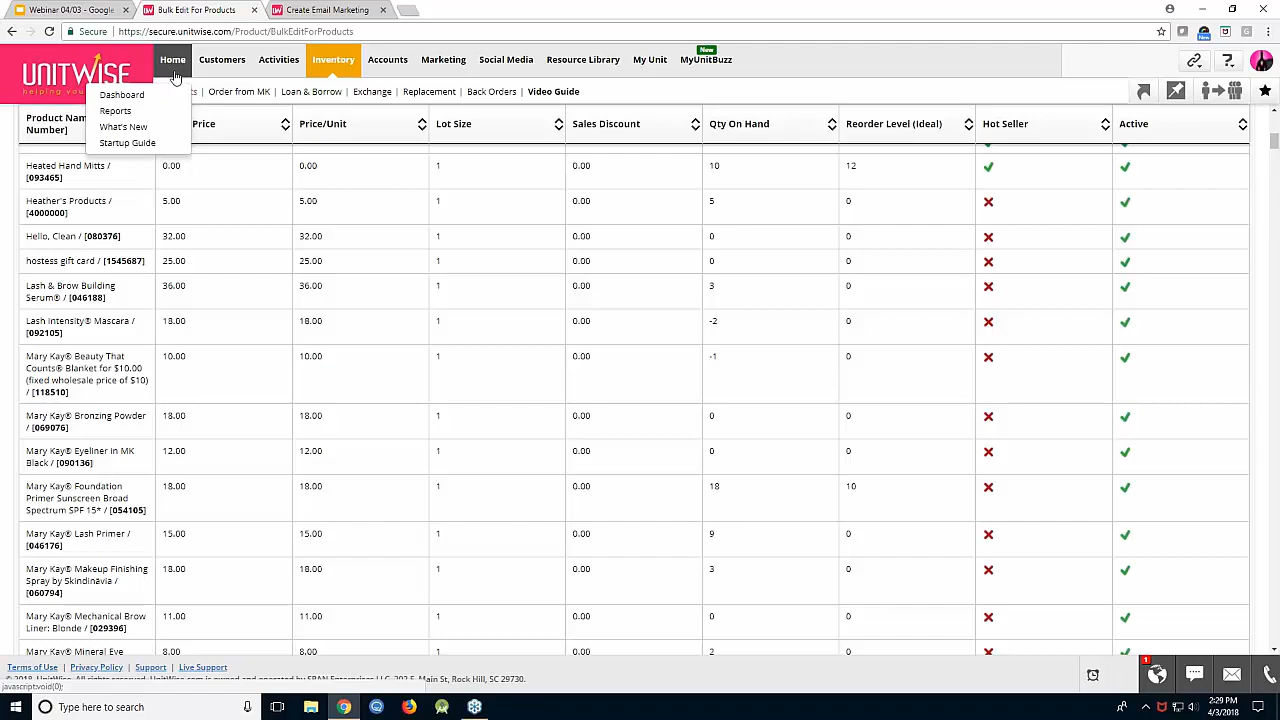 Webinar 04/03 - Google
Bulk Edit For Products
Create Email Marketing
Secure
https://secure.unitwise.com/Product/BulkEditForProducts
UNITWISE
Home
Customers
Activities
Inventory
Accounts
Marketing
Social Media
Resource Library
My Unit
New
MyUnitBuzz
Order from MK | Loan & Borrow | Exchange | Replacement | Back Orders | Video Guide
Dashboard
Reports
What's New
Startup Guide
Number]
Price
Price/Unit
Lot Size
Sales Discount
Qty On Hand
Reorder Level (Ideal)
Hot Seller
Active
Heated Hand Mitts /
[093465]
0.00 0.00 1 0.00 10 12
Heather's Products /
[4000000]
5.00 5.00 1 0.00 5 0
Hello, Clean / [080376] 32.00 32.00 1 0.00 0 0
hostess gift card / [1545687] 25.00 25.00 1 0.00 0 0
Lash & Brow Building
Serum® / [046188]
36.00 36.00 1 0.00 3 0
Lash Intensity® Mascara /
[092105]
18.00 18.00 1 0.00 -2 0
Mary Kay® Beauty That
Counts® Blanket for $10.00
(fixed wholesale price of $10)
/ [118510]
10.00 10.00 1 0.00 -1 0
Mary Kay® Bronzing Powder
/ [069076]
18.00 18.00 1 0.00 0 0
Mary Kay® Eyeliner in MK
Black / [090136]
12.00 12.00 1 0.00 0 0
Mary Kay® Foundation
Primer Sunscreen Broad
Spectrum SPF 15* / [054105]
18.00 18.00 1 0.00 18 10
Mary Kay® Lash Primer /
[046176]
15.00 15.00 1 0.00 9 0
Mary Kay® Makeup Finishing
Spray by Skindinavia /
[060794]
18.00 18.00 1 0.00 3 0
Mary Kay® Mechanical Brow
Liner: Blonde / [029396]
11.00 11.00 1 0.00 0 0
Mary Kay® Mineral Eye 8.00 8.00 1 0.00 2 0
Terms of Use | Privacy Policy | Support | Live Support
1
javascript:void(0);
Rock Hill, SC 29730.
Type here to search
2:29 PM
4/3/2018